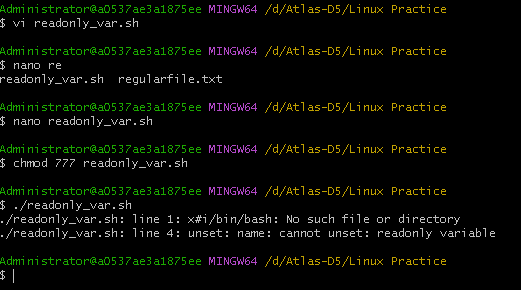 Administrator@a0537ae3a1875ee MINGW64 /d/Atlas-D5/Linux Practice
$ vi readonly_var.sh
Administrator@a0537ae3a1875ee MINGW64 /d/Atlas-D5/Linux Practice
$ nano re
readonly_var.sh  regularfile.txt
Administrator@a0537ae3a1875ee MINGW64 /d/Atlas-D5/Linux Practice
$ nano readonly_var.sh
Administrator@a0537ae3a1875ee MINGW64 /d/Atlas-D5/Linux Practice
$ chmod 777 readonly_var.sh
Administrator@a0537ae3a1875ee MINGW64 /d/Atlas-D5/Linux Practice
$ ./readonly_var.sh
./readonly_var.sh: line 1: x#i/bin/bash: No such file or directory
./readonly_var.sh: line 4: unset: name: cannot unset: readonly variable
Administrator@a0537ae3a1875ee MINGW64 /d/Atlas-D5/Linux Practice
$